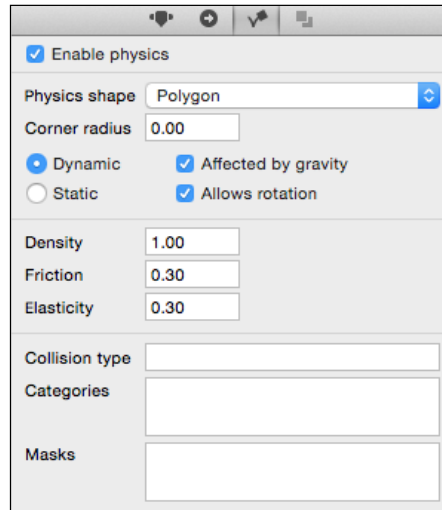 Enable physics
Physics shape Polygon
Corner radius 0.00
Dynamic Affected by gravity
Static Allows rotation
Density 1.00
Friction 0.30
Elasticity 0.30
Collision type
Categories
Masks